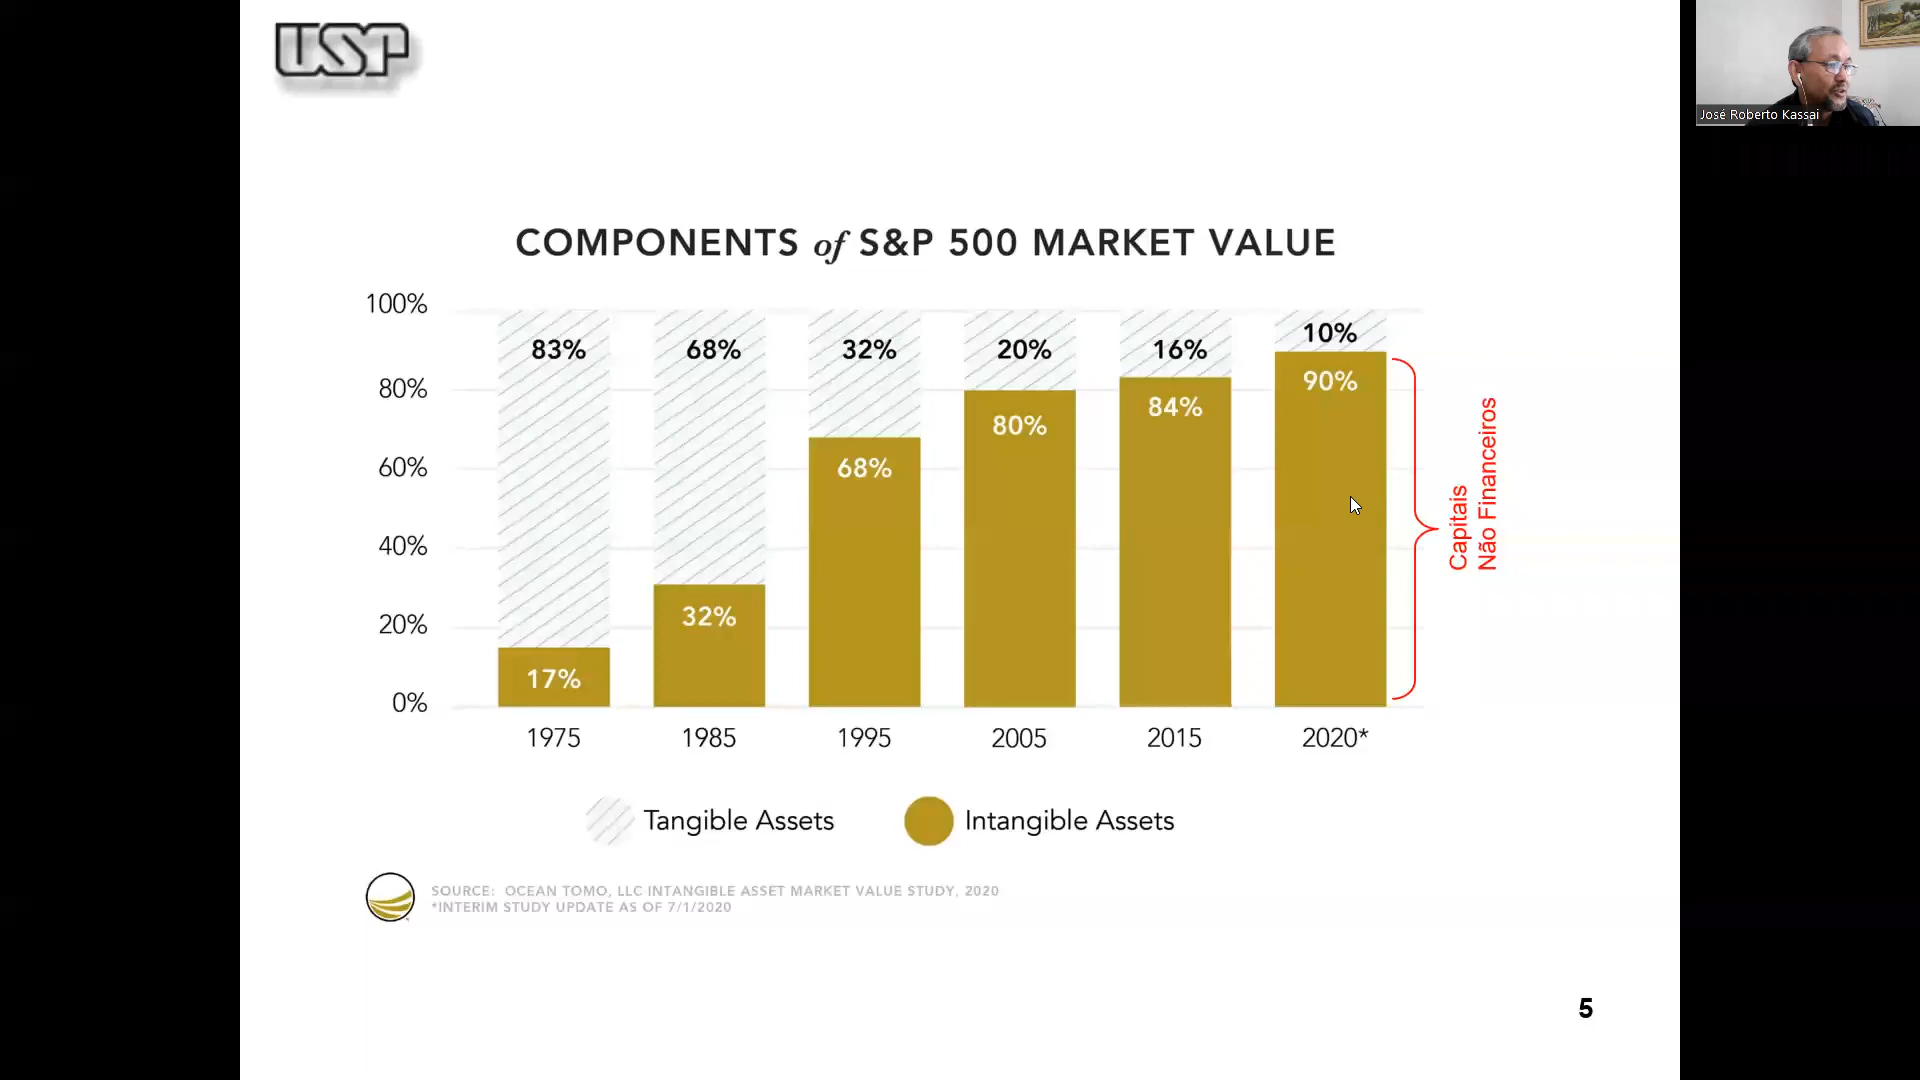 USP
José Roberto Kassai
COMPONENTS of S&P 500 MARKET VALUE
100%
80%
60%
40%
20%
0%
83%
68%
32%
20%
16%
10%
17%
32%
68%
80%
84%
90%
Capitais
Não Financeiros
1975
1985
1995
2005
2015
2020*
Tangible Assets
Intangible Assets
SOURCE: OCEAN TOMO, LLC INTANGIBLE ASSET MARKET VALUE STUDY, 2020
*INTERIM STUDY UPDATE AS OF 7/1/2020
5